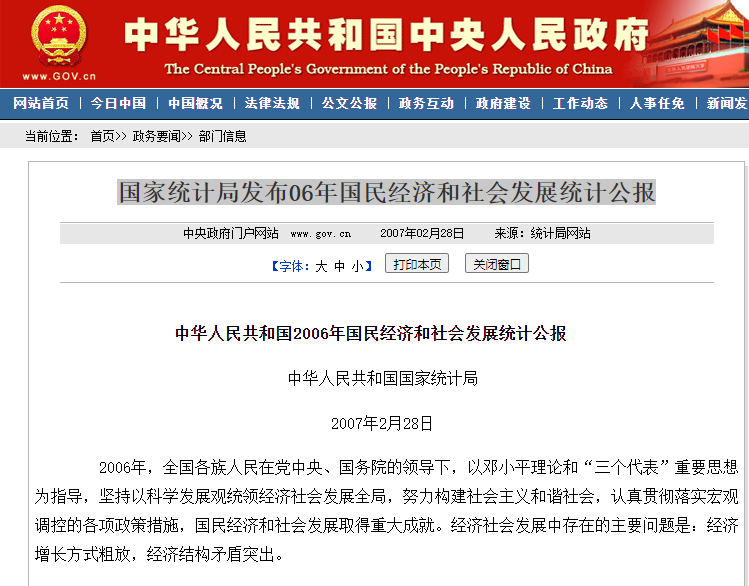 中华人民共和国中央人民政府
www.GOV.cn
The Central People's Government of the People's Republic of China
网站首页 | 今日中国 | 中国概况 | 法律法规 | 公文公报 | 政务互动 | 政府建设 | 工作动态 | 人事任免 | 新闻发
当前位置： 首页>> 政务要闻>> 部门信息
国家统计局发布06年国民经济和社会发展统计公报
中央政府门户网站 www.gov.cn 2007年02月28日 来源：统计局网站
【字体：大 中 小】 打印本页 关闭窗口
中华人民共和国2006年国民经济和社会发展统计公报
中华人民共和国国家统计局
2007年2月28日
2006年，全国各族人民在党中央、国务院的领导下，以邓小平理论和“三个代表”重要思想
为指导，坚持以科学发展观统领经济社会发展全局，努力构建社会主义和谐社会，认真贯彻落实宏观
调控的各项政策措施，国民经济和社会发展取得重大成就。经济社会发展中存在的主要问题是：经济
增长方式粗放，经济结构矛盾突出。